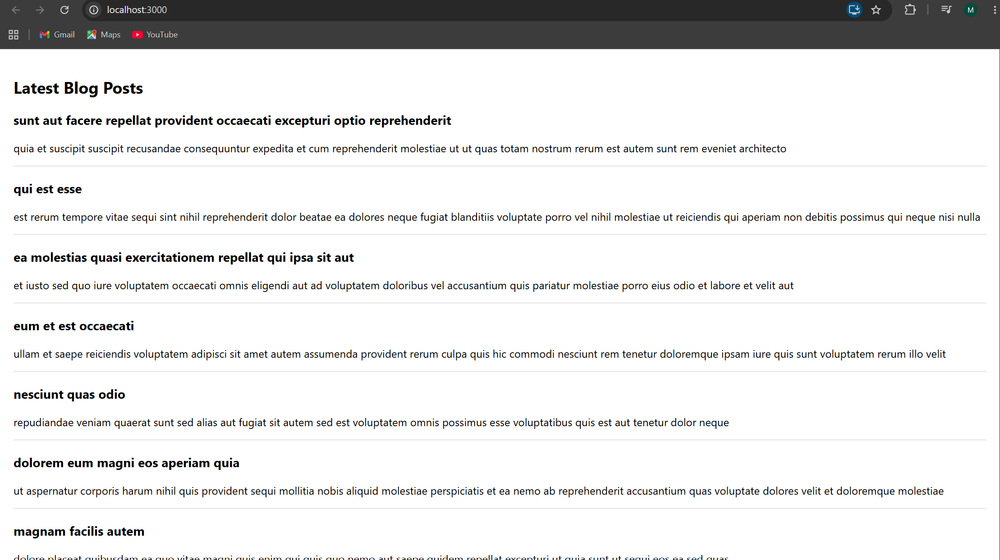 localhost:3000
M
Gmail
Maps
YouTube
Latest Blog Posts
sunt aut facere repellat provident occaecati excepturi optio reprehenderit
quia et suscipit suscipit recusandae consequuntur expedita et cum reprehenderit molestiae ut ut quas totam nostrum rerum est autem sunt rem eveniet architecto
qui est esse
est rerum tempore vitae sequi sint nihil reprehenderit dolor beatae ea dolores neque fugiat blanditiis voluptate porro vel nihil molestiae ut reiciendis qui aperiam non debitis possimus qui neque nisi nulla
ea molestias quasi exercitationem repellat qui ipsa sit aut
et iusto sed quo iure voluptatem occaecati omnis eligendi aut ad voluptatem doloribus vel accusantium quis pariatur molestiae porro eius odio et labore et velit aut
eum et est occaecati
ullam et saepe reiciendis voluptatem adipisci sit amet autem assumenda provident rerum culpa quis hic commodi nesciunt rem tenetur doloremque ipsam iure quis sunt voluptatem rerum illo velit
nesciunt quas odio
repudiandae veniam quaerat sunt sed alias aut fugiat sit autem sed est voluptatem omnis possimus esse voluptatibus quis est aut tenetur dolor neque
dolorem eum magni eos aperiam quia
ut aspernatur corporis harum nihil quis provident sequi mollitia nobis aliquid molestiae perspiciatis et ea nemo ab reprehenderit accusantium quas voluptate dolores velit et doloremque molestiae
magnam facilis autem
dolore placeat quibusdam ea quo vitae magni quis enim qui quis quo nemo aut saepe quidem repellat excepturi ut quia sunt ut sequi eos ea sed quas